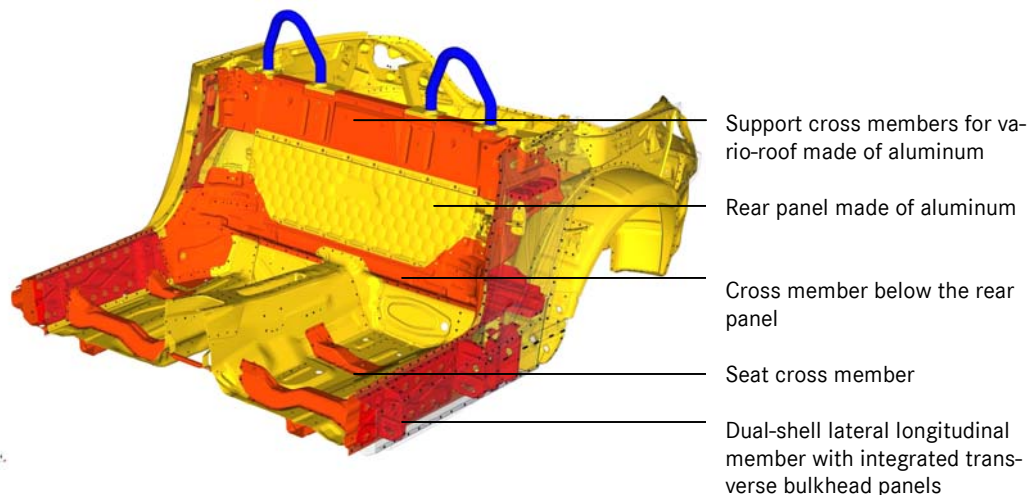 Support cross members for va-
rio-roof made of aluminum
Rear panel made of aluminum
Cross member below the rear
panel
Seat cross member
Dual-shell lateral longitudinal
member with integrated trans-
verse bulkhead panels